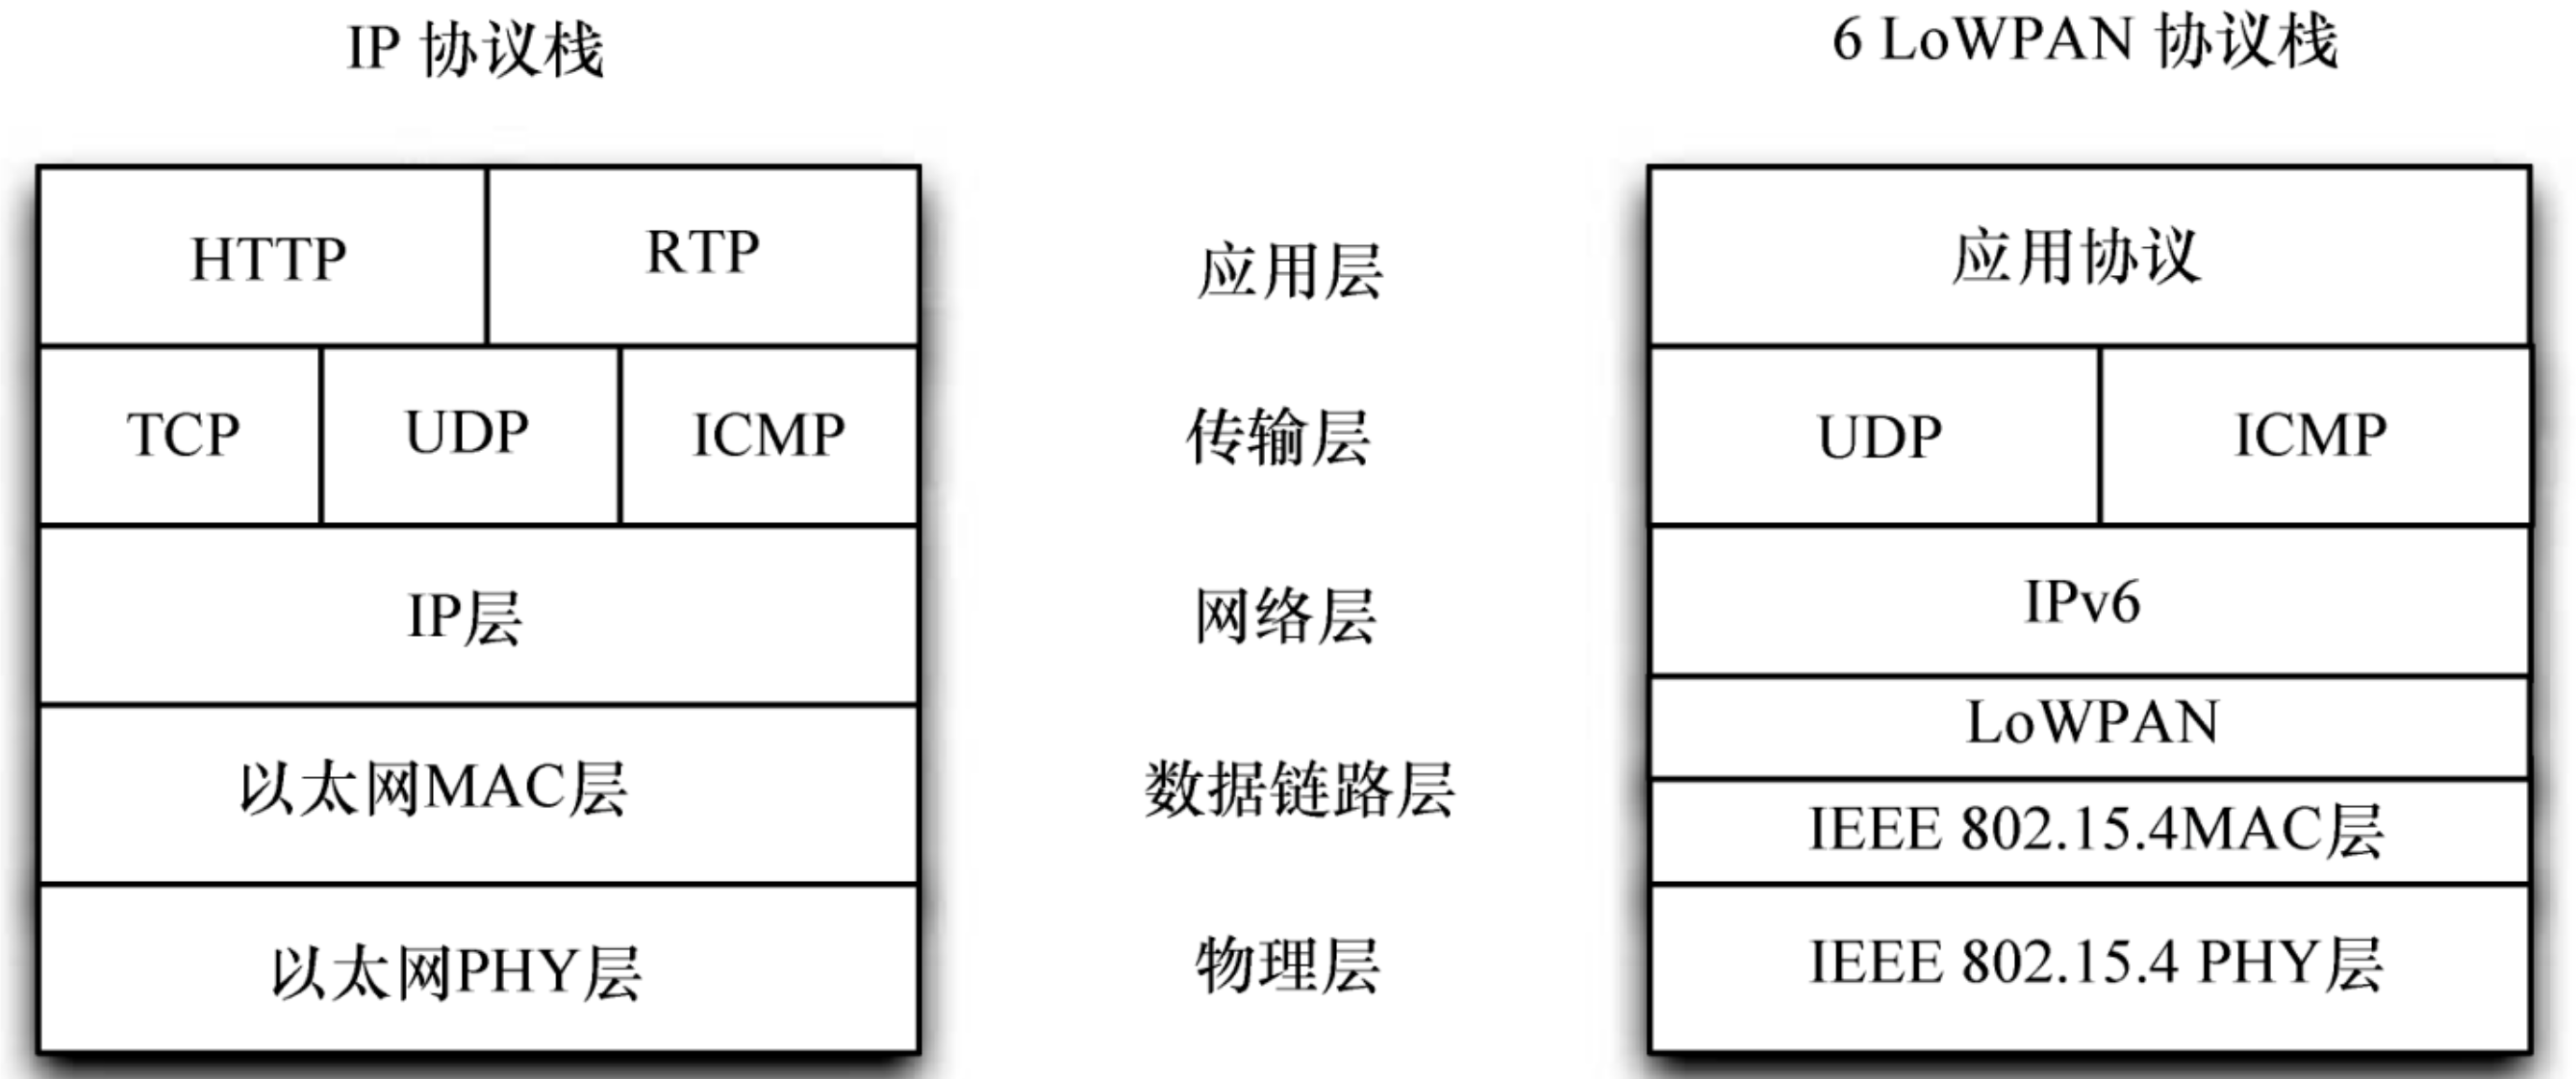 IP 协议栈
6 LoWPAN 协议栈
HTTP
RTP
应用层
应用协议
TCP
UDP
ICMP
传输层
UDP
ICMP
IP层
网络层
IPv6
LoWPAN
以太网MAC层
数据链路层
IEEE 802.15.4MAC层
以太网PHY层
物理层
IEEE 802.15.4 PHY层